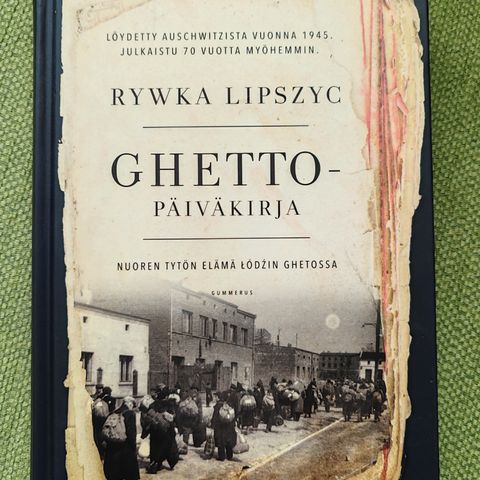 LÖYDETTY AUSCHWITZISTA VUONNA 1945.
JULKAISTU 70 VUOTTA MYÖHEMMIN.
RYWKA LIPSZYC
GHETTO-
PÄIVÄKIRJA
NUOREN TYTÖN ELÄMÄ ŁÓDŹIN GHETOSSA
GUMMERUS